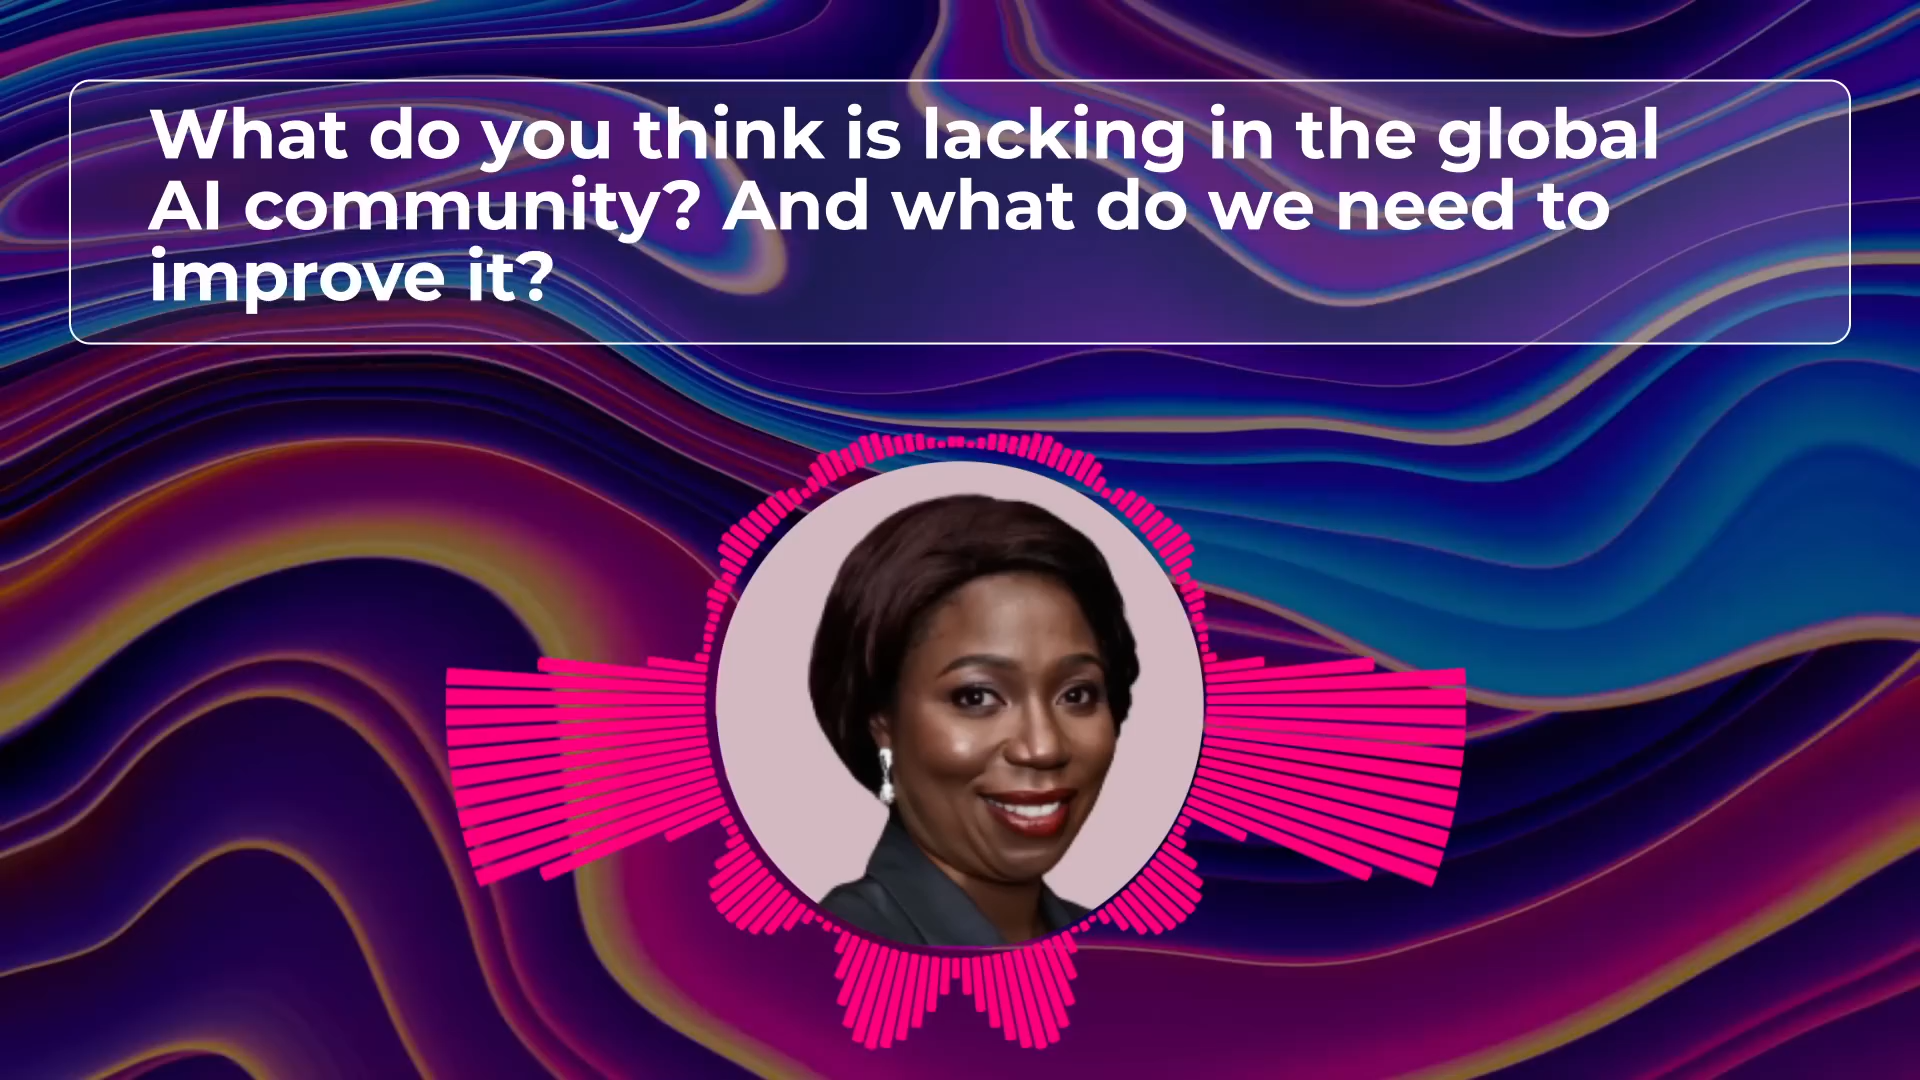 What do you think is lacking in the global
AI community? And what do we need to
improve it?